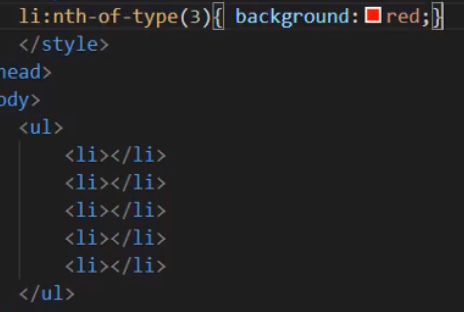 li:nth-of-type(3){ background: red;}
</style>
head>
ody>
<ul>
<li></li>
<li></li>
<li></li>
<li></li>
<li></li>
</ul>